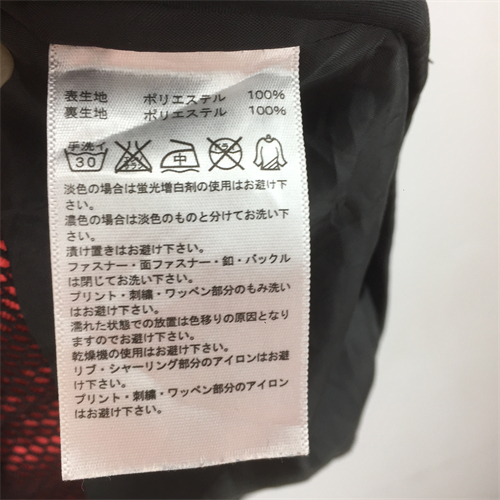 表生地 ポリエステル 100%
裏生地 ポリエステル 100%
手洗イ
30 エンソサラシ 中 ドライ
淡色の場合は蛍光増白剤の使用はお避け下
さい。
濃色の場合は淡色のものと分けてお洗い下
さい。
漬け置きはお避け下さい。
ファスナー・面ファスナー・釦・バックル
は閉じてお洗い下さい。
プリント・刺繍・ワッペン部分のもみ洗い
はお避け下さい。
濡れた状態での放置は色移りの原因となり
ますのでお避け下さい。
乾燥機の使用はお避け下さい。
リブ・シャーリング部分のアイロンはお避け
下さい。
プリント・刺繍・ワッペン部分のアイロン
はお避け下さい。